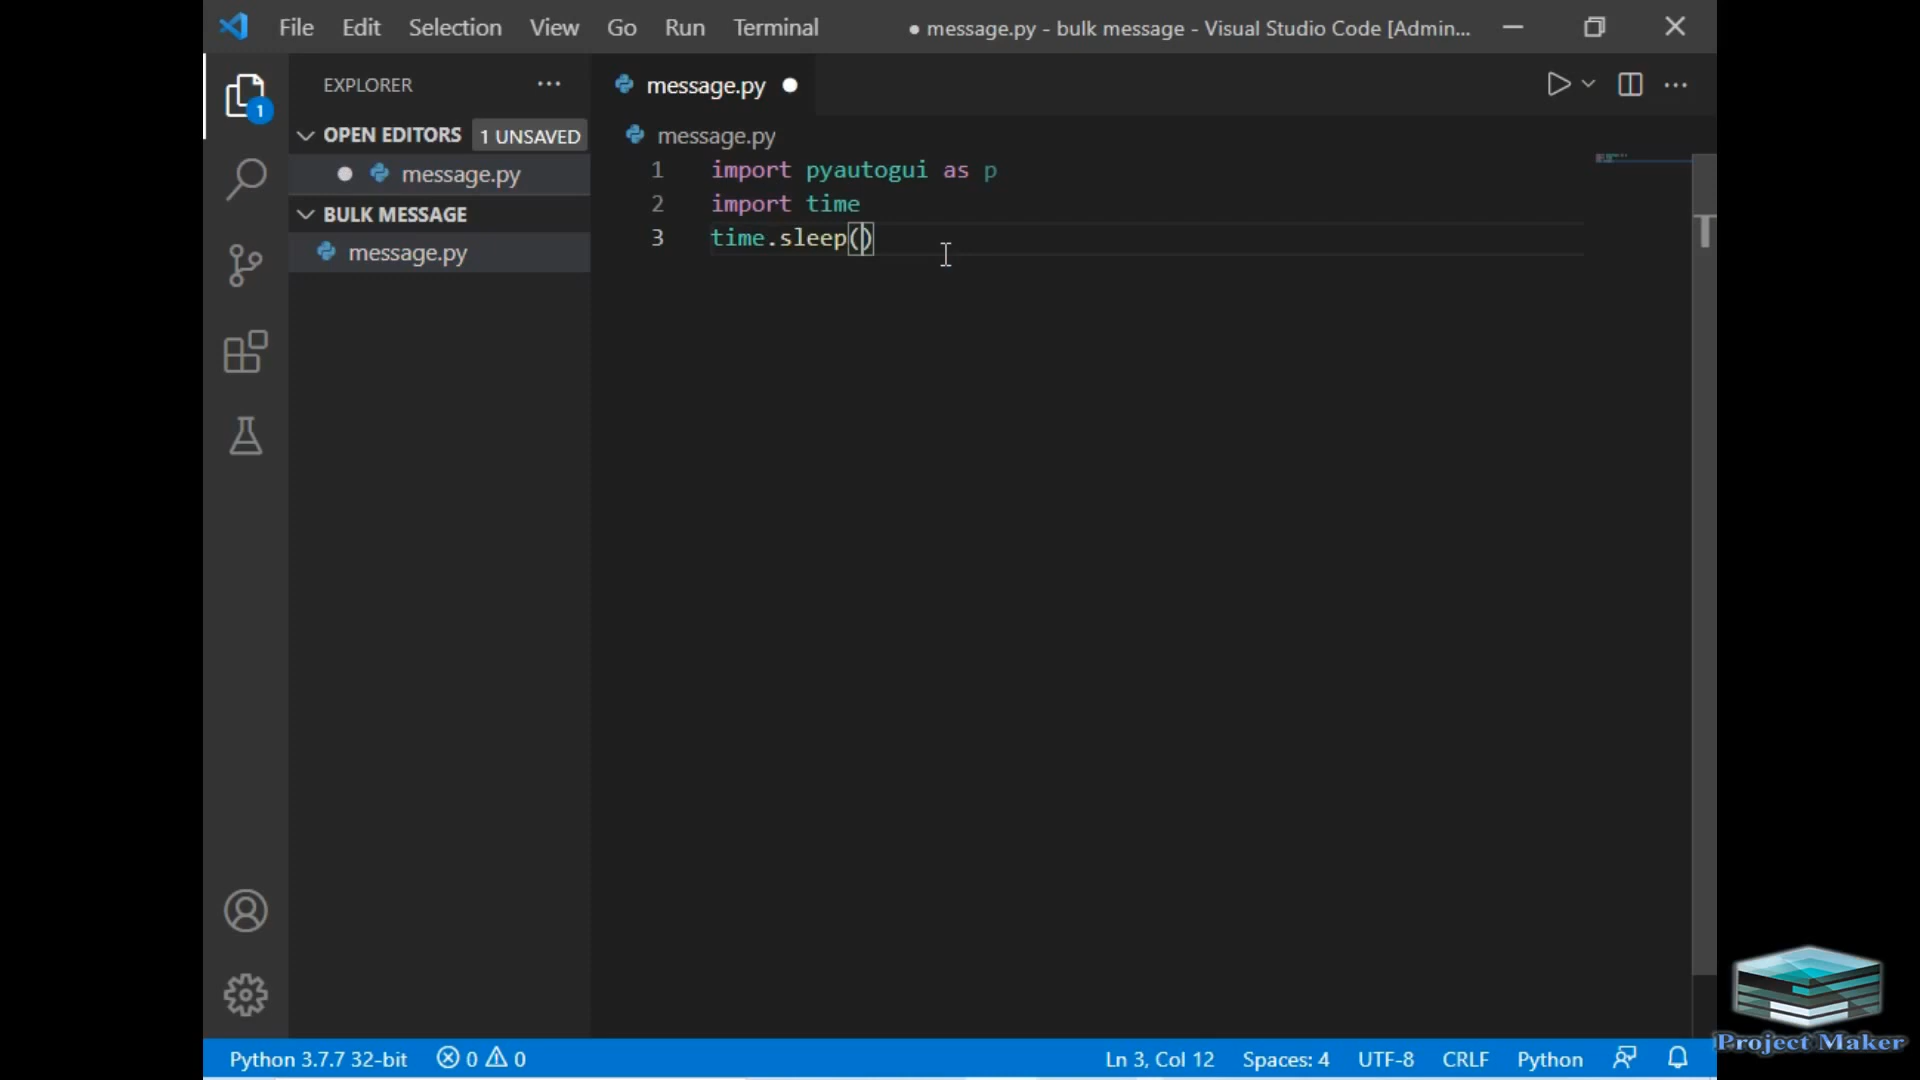 File Edit Selection View Go Run Terminal ● message.py - bulk message - Visual Studio Code [Admin...
EXPLORER
message.py
OPEN EDITORS 1 UNSAVED
message.py
message.py
BULK MESSAGE
message.py
1
1 import pyautogui as p
2 import time
3 time.sleep()
Python 3.7.7 32-bit 0 0 Ln 3, Col 12 Spaces: 4 UTF-8 CRLF Python
Project Maker